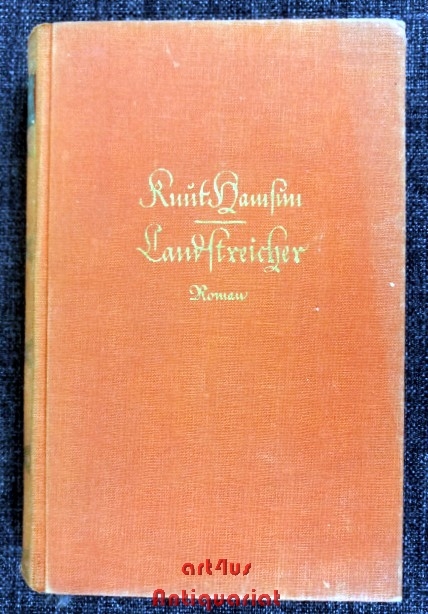 Knut Hamsun
Landstreicher
Roman
art4us
Antiquariat